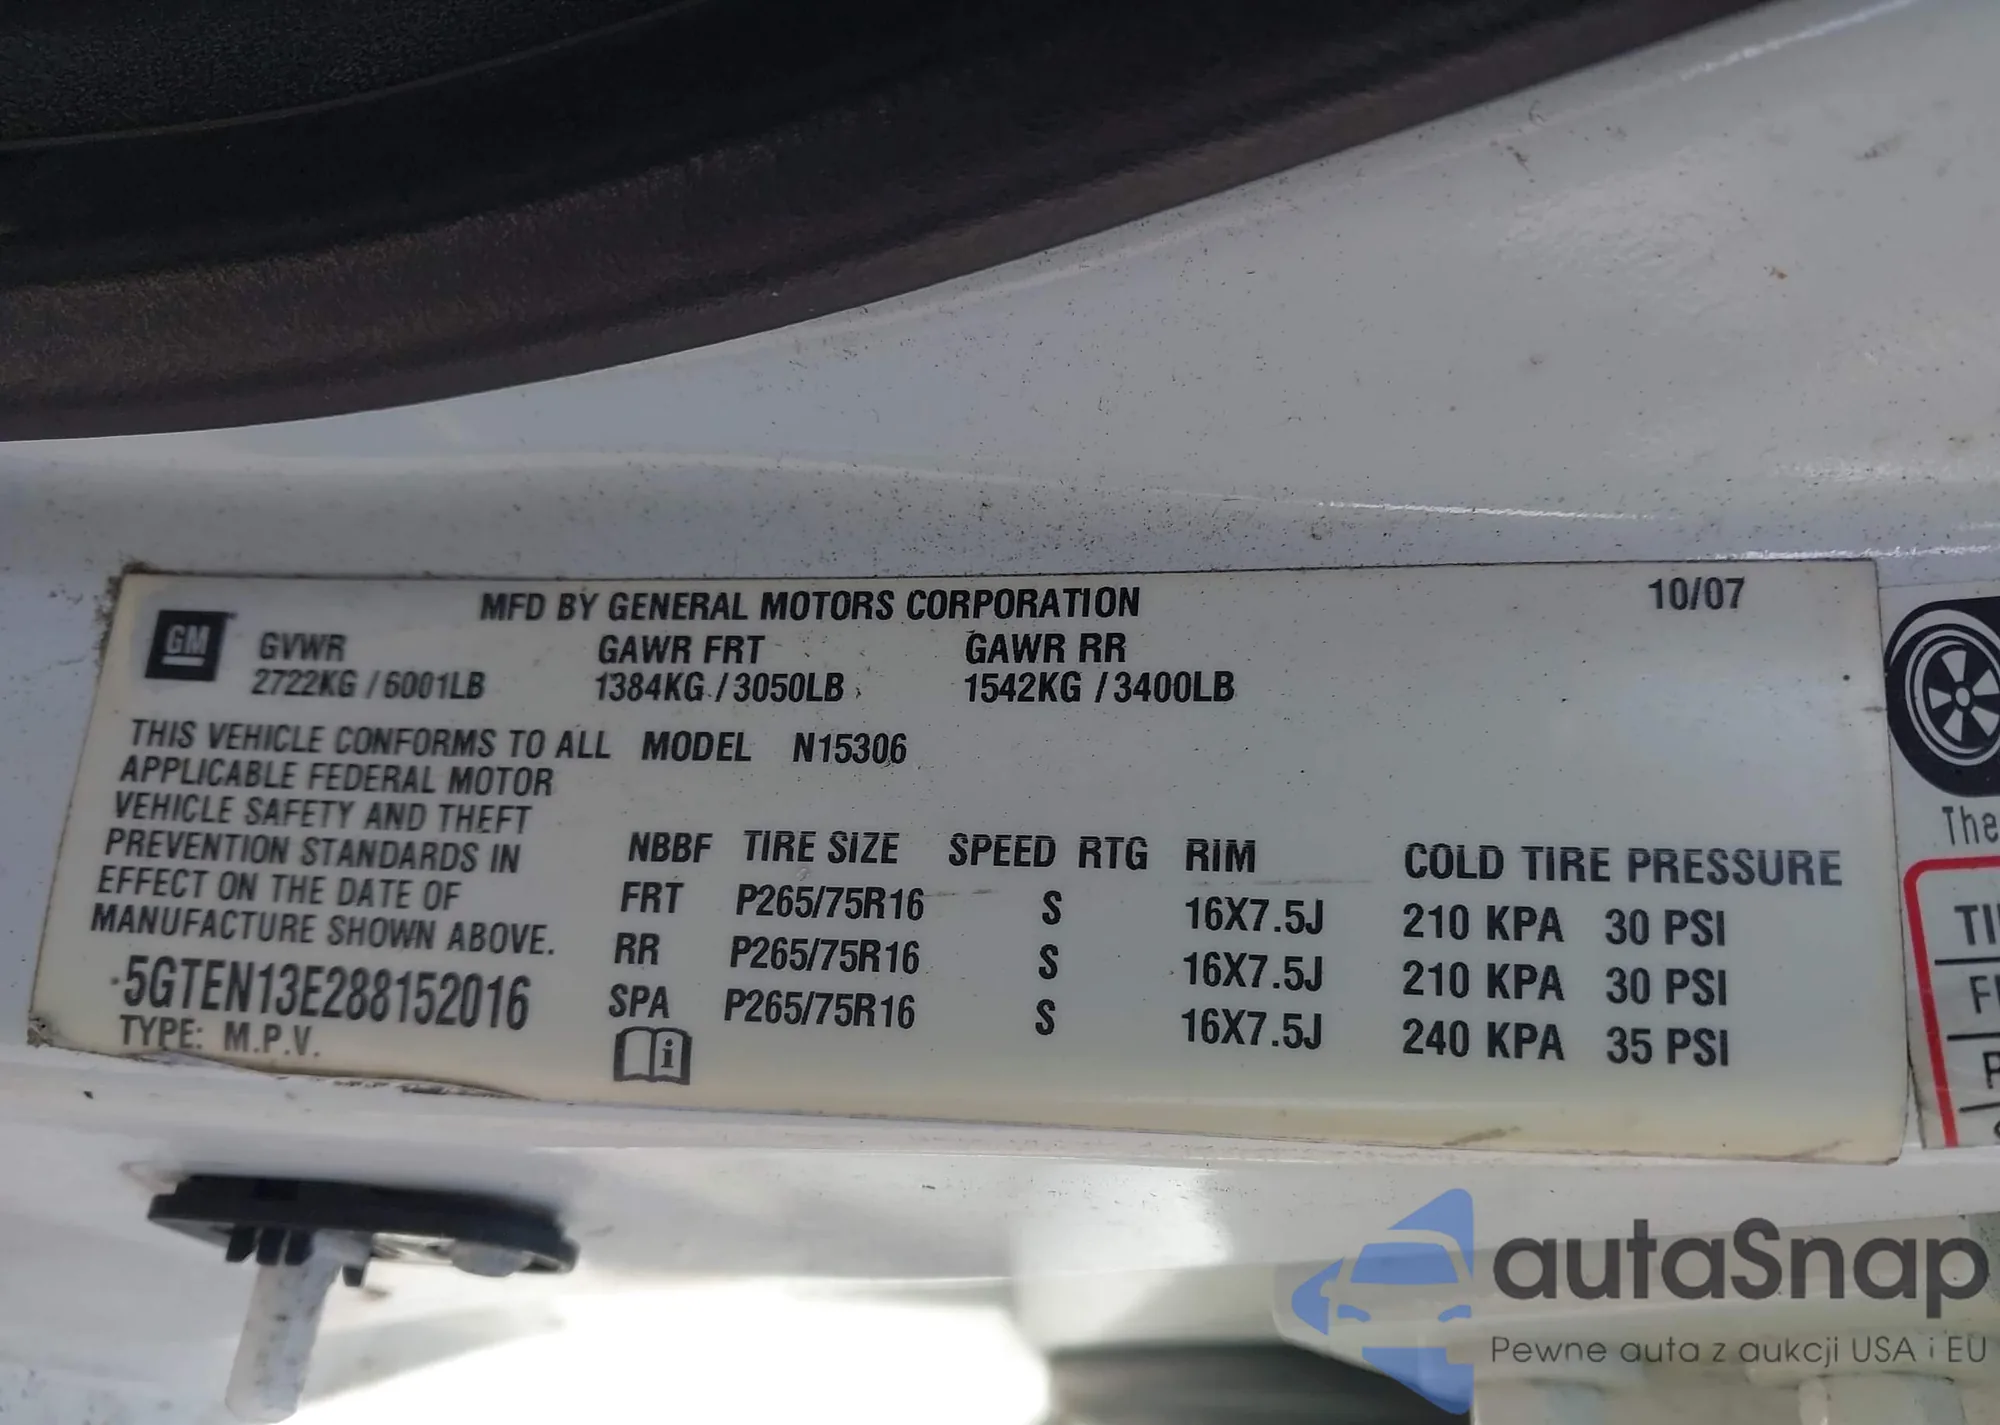 MFD BY GENERAL MOTORS CORPORATION 10/07
GM GVWR GAWR FRT GAWR RR
2722KG / 6001LB 1384KG / 3050LB 1542KG / 3400LB
THIS VEHICLE CONFORMS TO ALL MODEL N15306
APPLICABLE FEDERAL MOTOR
VEHICLE SAFETY AND THEFT
PREVENTION STANDARDS IN
EFFECT ON THE DATE OF
MANUFACTURE SHOWN ABOVE.
5GTEN13E288152016
TYPE: M.P.V.
NBBF TIRE SIZE SPEED RTG RIM COLD TIRE PRESSURE
FRT P265/75R16 S 16X7.5J 210 KPA 30 PSI
RR P265/75R16 S 16X7.5J 210 KPA 30 PSI
SPA P265/75R16 S 16X7.5J 240 KPA 35 PSI
i
The
TI
autaSnap
Pewne auta z aukcji USA i EU